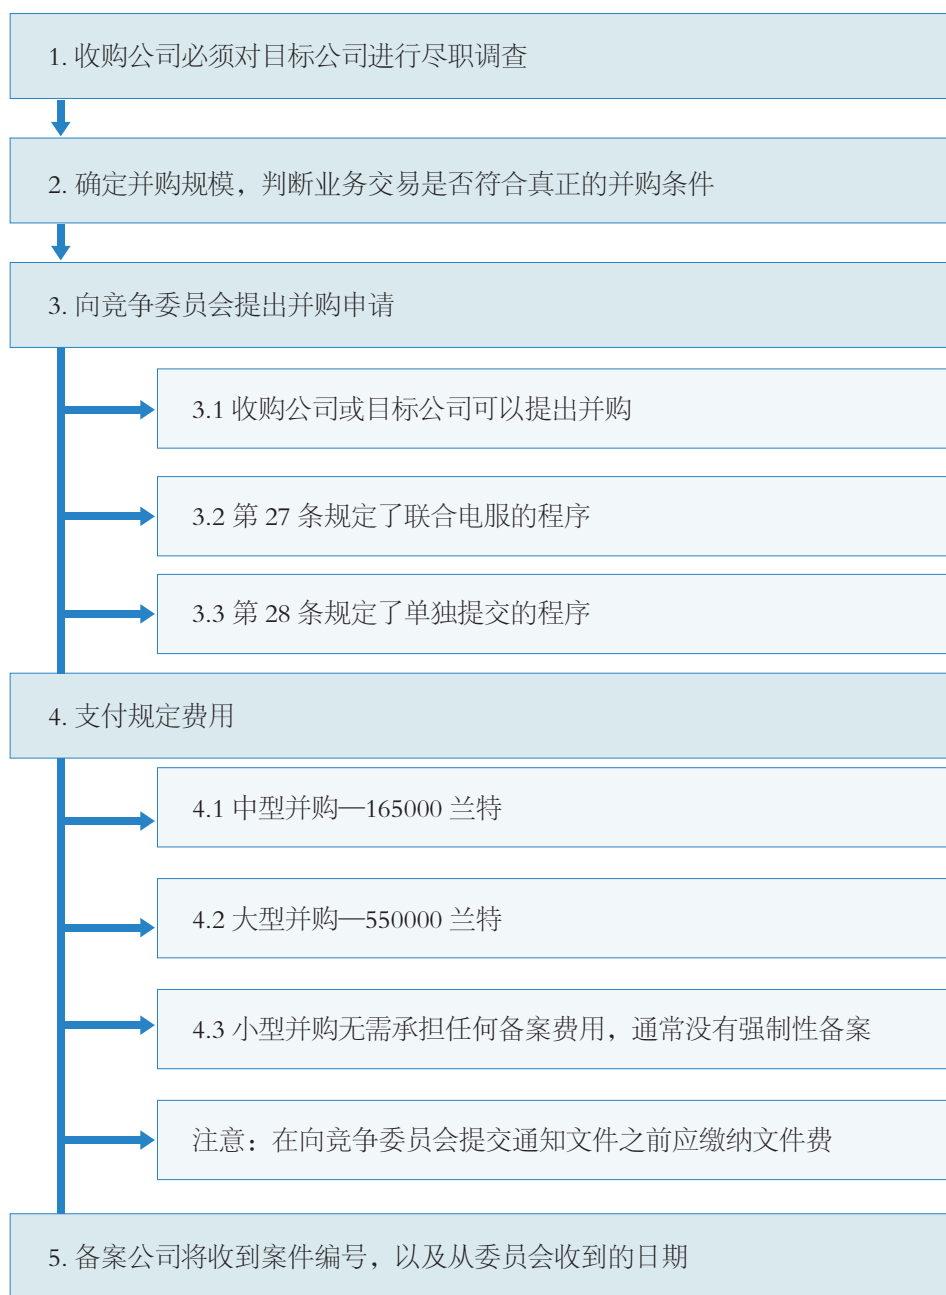 1. 收购公司必须对目标公司进行尽职调查
2. 确定并购规模，判断业务交易是否符合真正的并购条件
3. 向竞争委员会提出并购申请
3.1 收购公司或目标公司可以提出并购
3.2 第 27 条规定了联合电服的程序
3.3 第 28 条规定了单独提交的程序
4. 支付规定费用
4.1 中型并购—165000 兰特
4.2 大型并购—550000 兰特
4.3 小型并购无需承担任何备案费用，通常没有强制性备案
注意：在向竞争委员会提交通知文件之前应缴纳文件费
5. 备案公司将收到案件编号，以及从委员会收到的日期